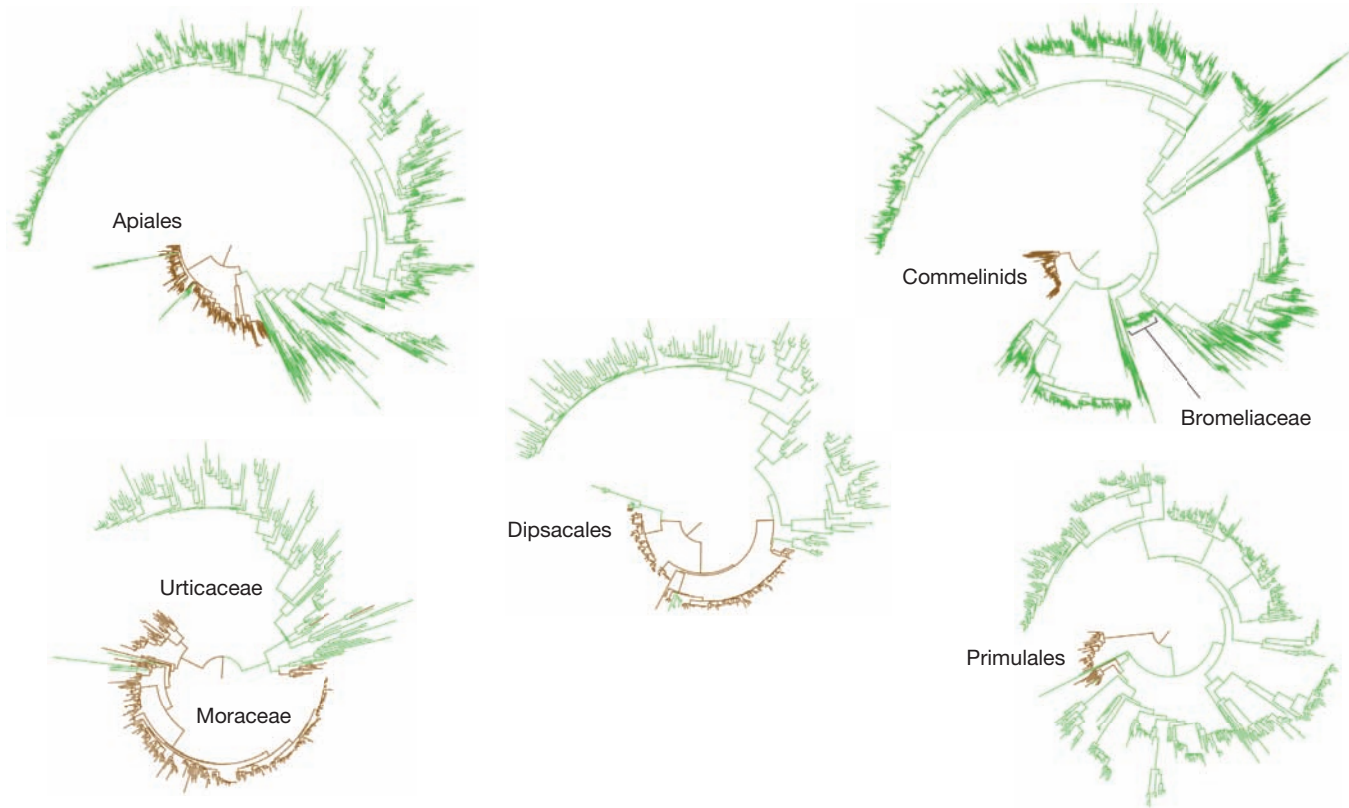 Apiales
Commelinids
Bromeliaceae
Dipsacales
Urticaceae
Moraceae
Primulales